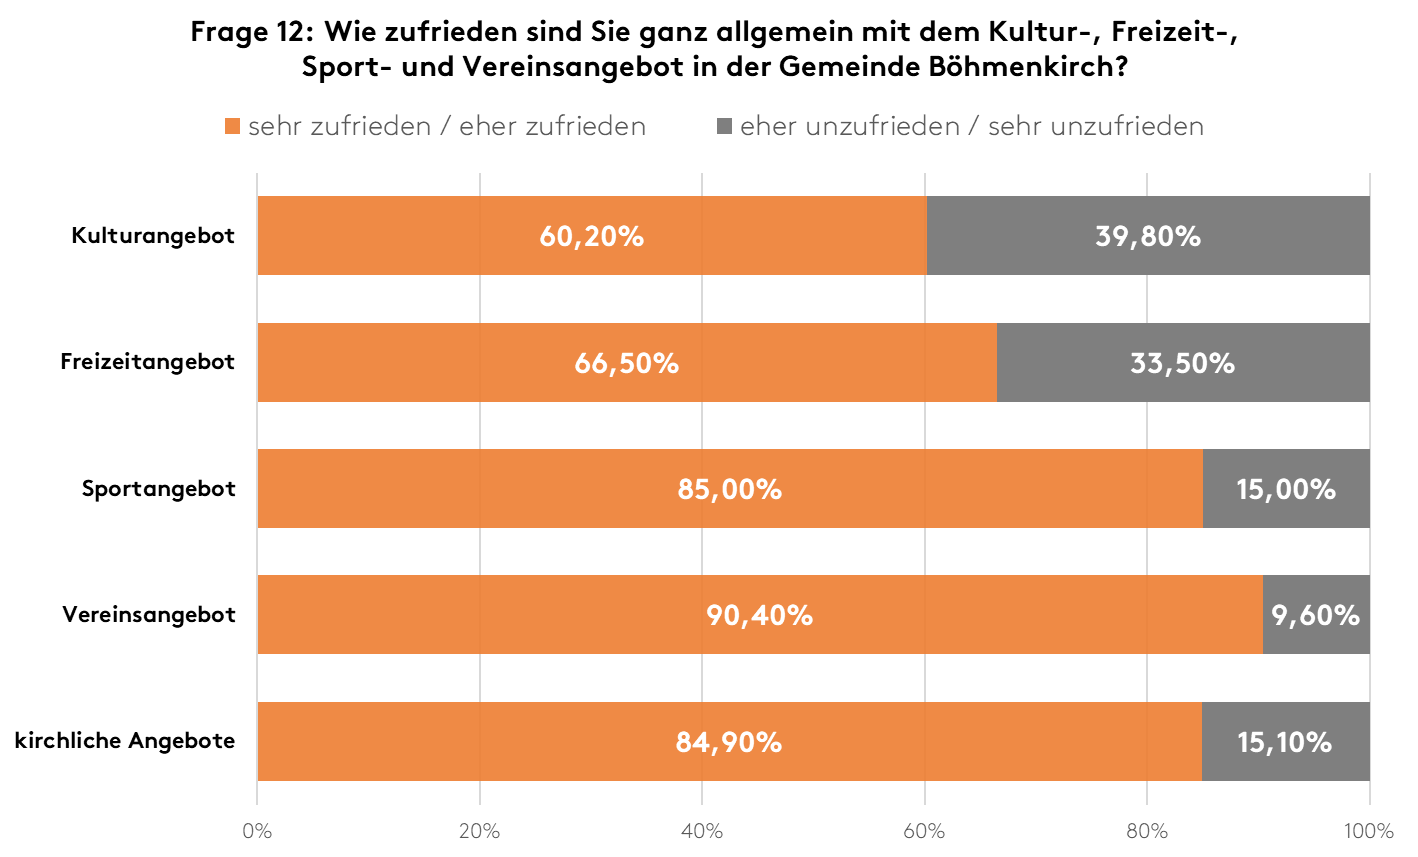 Frage 12: Wie zufrieden sind Sie ganz allgemein mit dem Kultur-, Freizeit-,
Sport- und Vereinsangebot in der Gemeinde Böhmenkirch?
sehr zufrieden / eher zufrieden
eher unzufrieden / sehr unzufrieden
Kulturangebot 60,20% 39,80%
Freizeitangebot 66,50% 33,50%
Sportangebot 85,00% 15,00%
Vereinsangebot 90,40% 9,60%
kirchliche Angebote 84,90% 15,10%
0% 20% 40% 60% 80% 100%